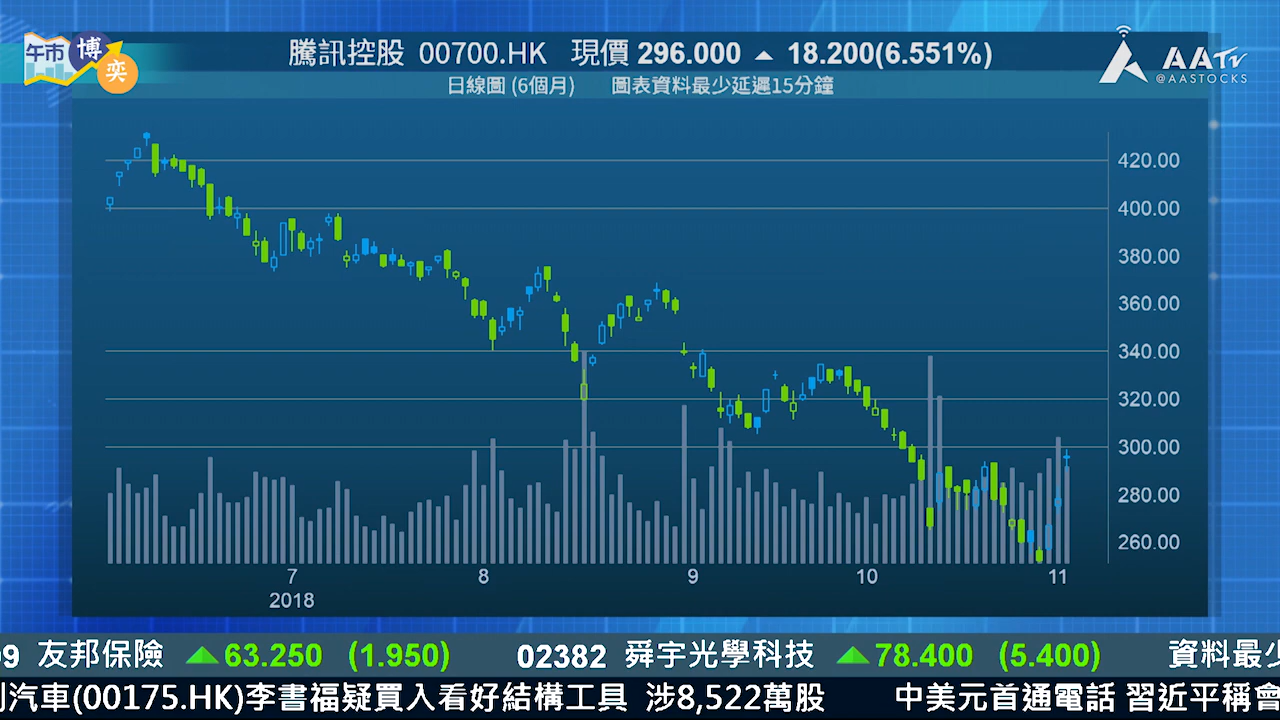 午市 博 奕
騰訊控股 00700.HK 現價 296.000 ▲ 18.200(6.551%)
AATV
@AASTOCKS
日線圖 (6個月) 圖表資料最少延遲15分鐘
420.00
400.00
380.00
360.00
340.00
320.00
300.00
280.00
260.00
7 8 9 10 11
2018
99 友邦保險 ▲ 63.250 (1.950) 02382 舜宇光學科技 ▲ 78.400 (5.400) 資料最少
汽車(00175.HK)李書福疑買入看好結構工具 涉8,522萬股 中美元首通電話 習近平稱會